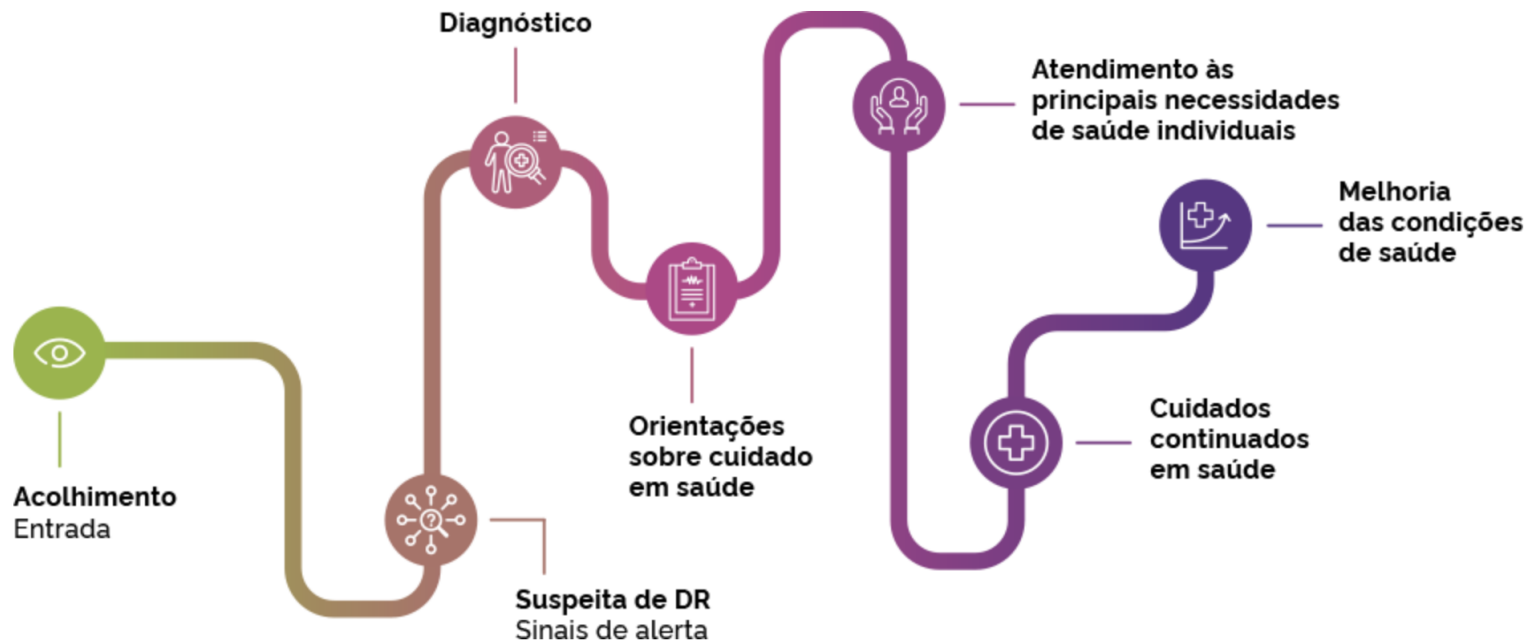 Acolhimento
Entrada
Suspeita de DR
Sinais de alerta
Diagnóstico
Orientações
sobre cuidado
em saúde
Atendimento às
principais necessidades
de saúde individuais
Cuidados
continuados
em saúde
Melhoria
das condições
de saúde